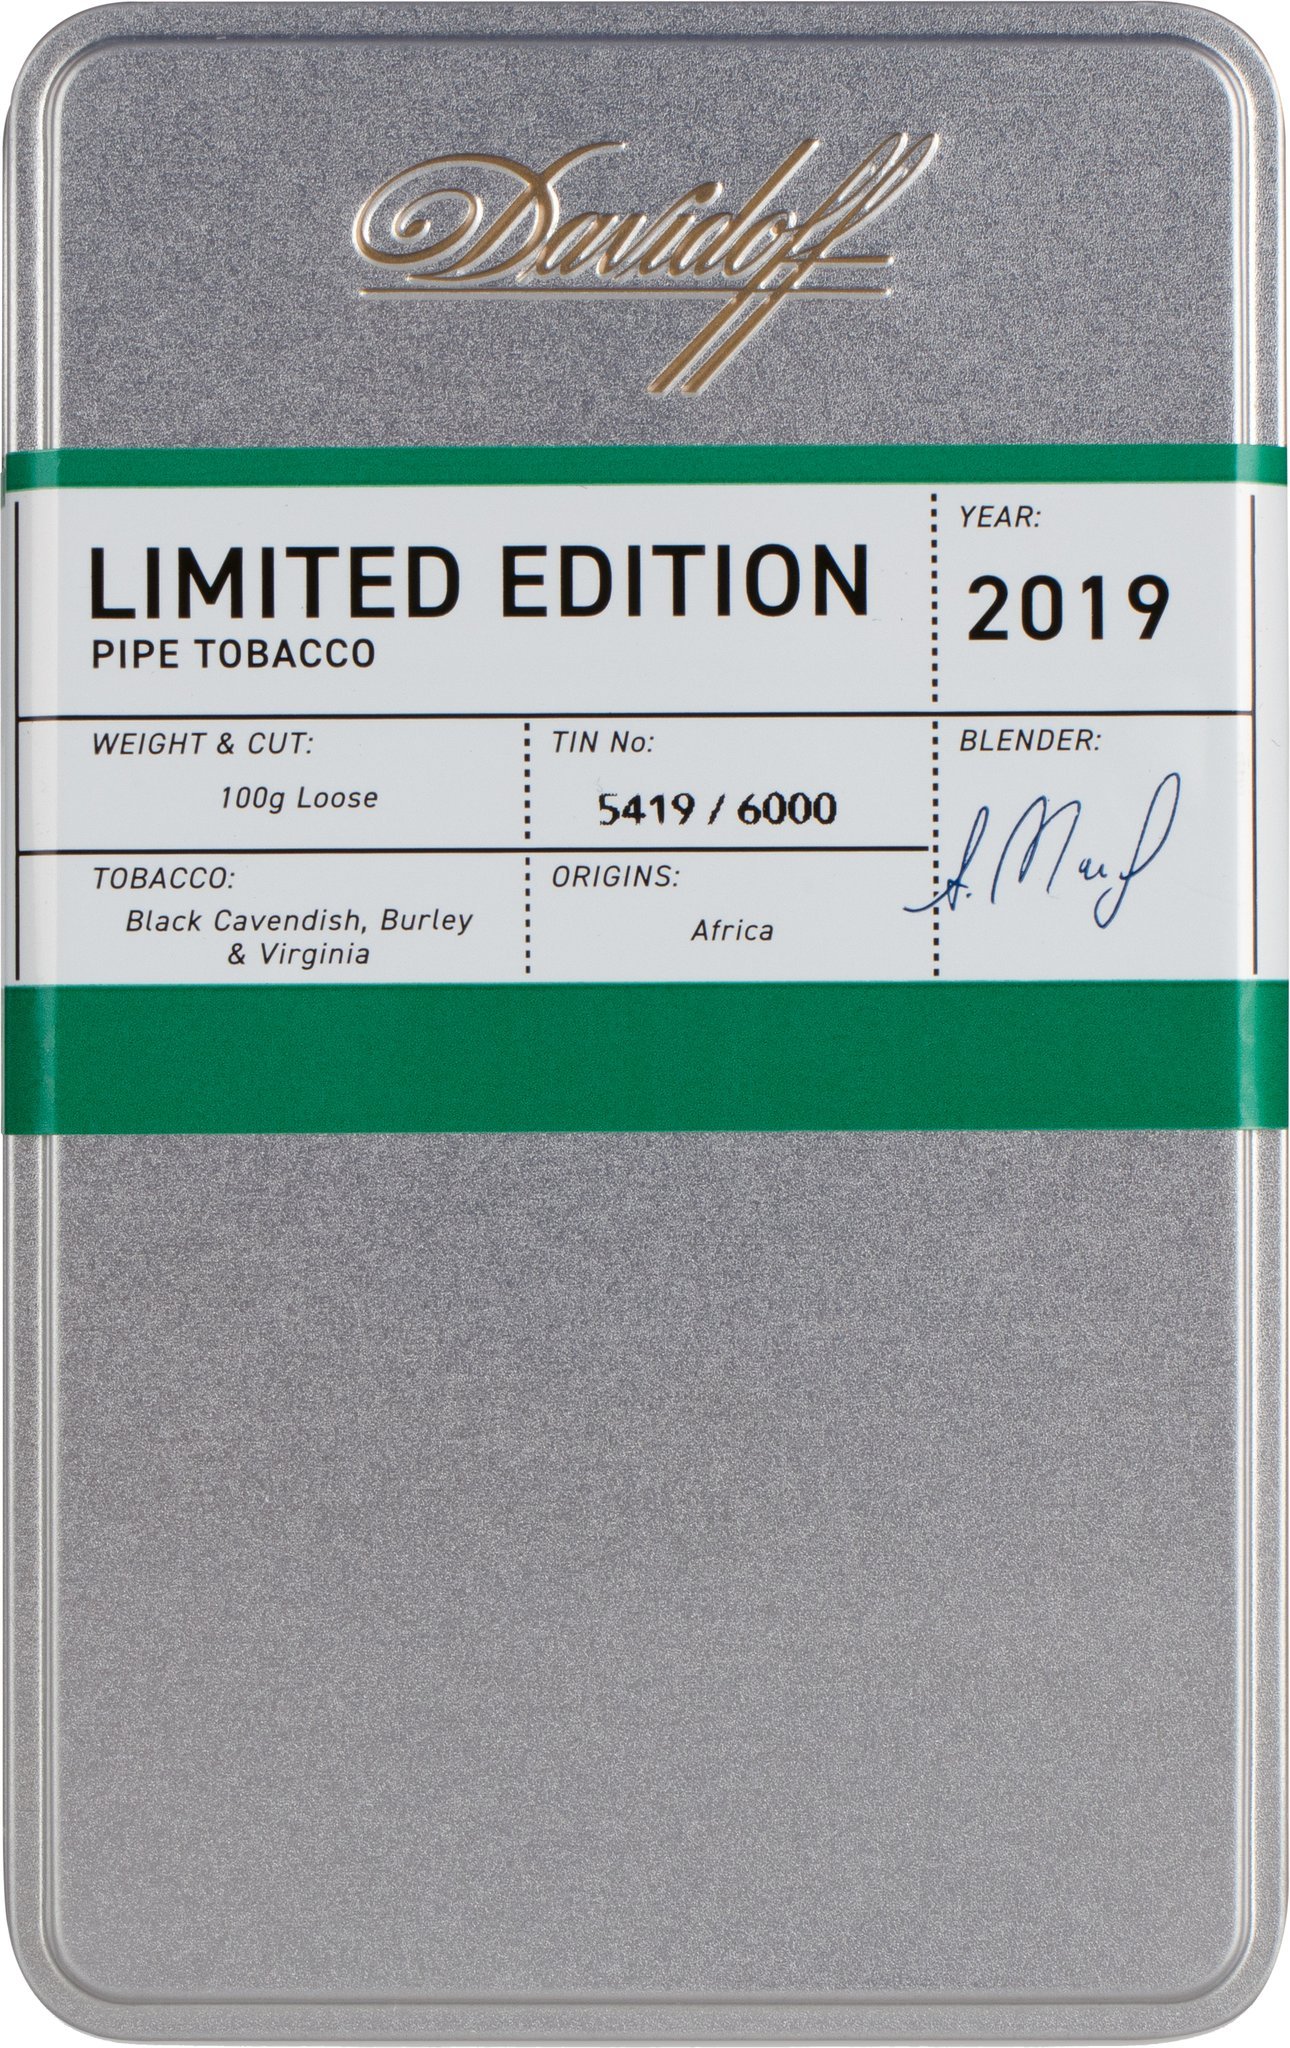 Davidoff
LIMITED EDITION
PIPE TOBACCO
YEAR:
2019
WEIGHT & CUT:
100g Loose
TIN No:
5419 / 6000
BLENDER:
TOBACCO:
Black Cavendish, Burley
& Virginia
ORIGINS:
Africa